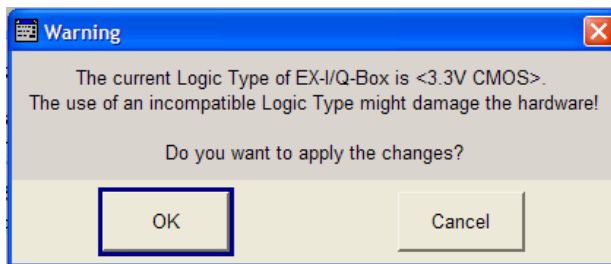 Warning
The current Logic Type of EX-I/Q-Box is <3.3V CMOS>.
The use of an incompatible Logic Type might damage the hardware!
Do you want to apply the changes?
OK
Cancel